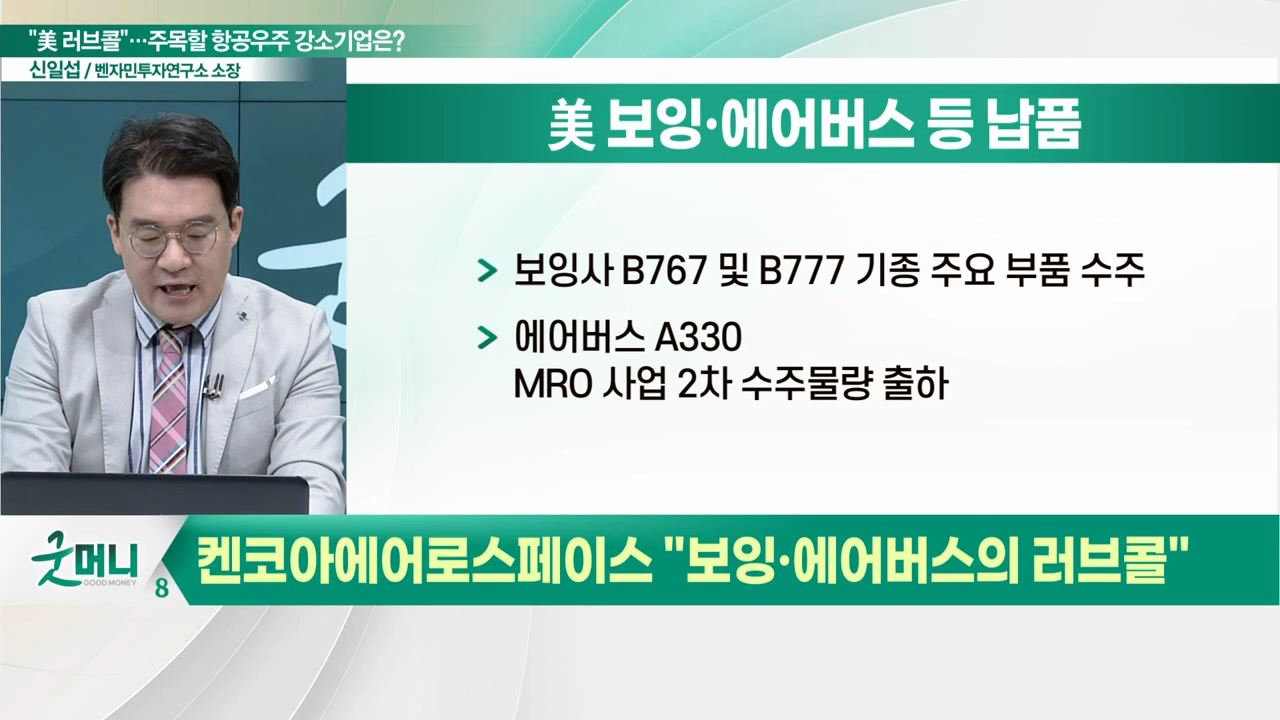 "美 러브콜"…주목할 항공우주 강소기업은?
신일섭 / 벤자민투자연구소 소장
美 보잉·에어버스 등 납품
> 보잉사 B767 및 B777 기종 주요 부품 수주
> 에어버스 A330
MRO 사업 2차 수주물량 출하
굿머니
GOOD MONEY
8
켄코아에어로스페이스 "보잉·에어버스의 러브콜"